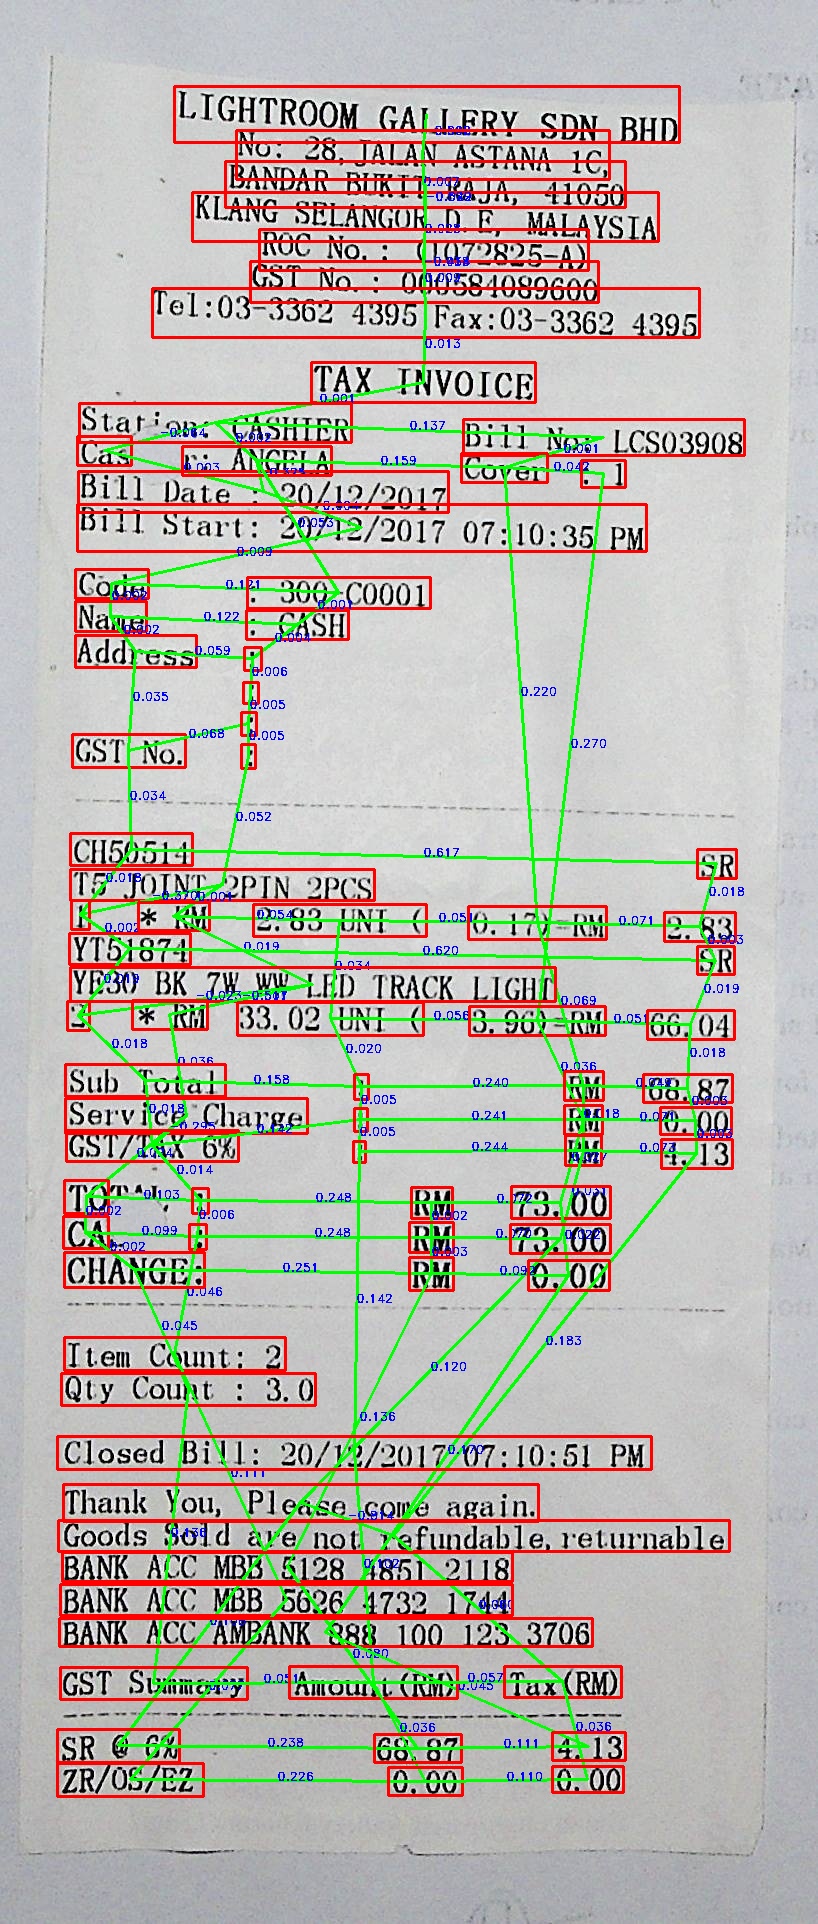 LIGHTROOM GALLERY SDN BHD
No: 28, JALAN ASTANA 1C,
BANDAR BUKIT RAJA, 41050
KLANG SELANGOR D.E, MALAYSIA
ROC No.: (1072825-A)
GST No.: 000584089600
Tel:03-3362 4395 Fax:03-3362 4395
TAX INVOICE
Station: CASHIER Bill No: LCS03908
Cas r: ANGELA Cover : 1
Bill Date : 20/12/2017
Bill Start: 20/12/2017 07:10:35 PM
Code : 300-C0001
Name : CASH
Address :
:
:
GST No. :
CH50514 SR
T5 JOINT 2PIN 2PCS
1 * RM 2.83 UNI ( 0.17)=RM 2.83
YT51874 SR
YF30 BK 7W WW LED TRACK LIGHT
2 * RM 33.02 UNI ( 3.96)=RM 66.04
Sub Total : RM 68.87
Service Charge : RM 0.00
GST/TAX 6% : RM 4.13
TOTAL : RM 73.00
CA : RM 73.00
CHANGE: RM 0.00
Item Count: 2
Qty Count : 3.0
Closed Bill: 20/12/2017 07:10:51 PM
Thank You, Please come again.
Goods Sold are not refundable, returnable
BANK ACC MBB 5128 4851 2118
BANK ACC MBB 5626 4732 1744
BANK ACC AMBANK 888 100 123 3706
GST Summary Amount(RM) Tax(RM)
SR @ 6% 68.87 4.13
ZR/OS/EZ 0.00 0.00